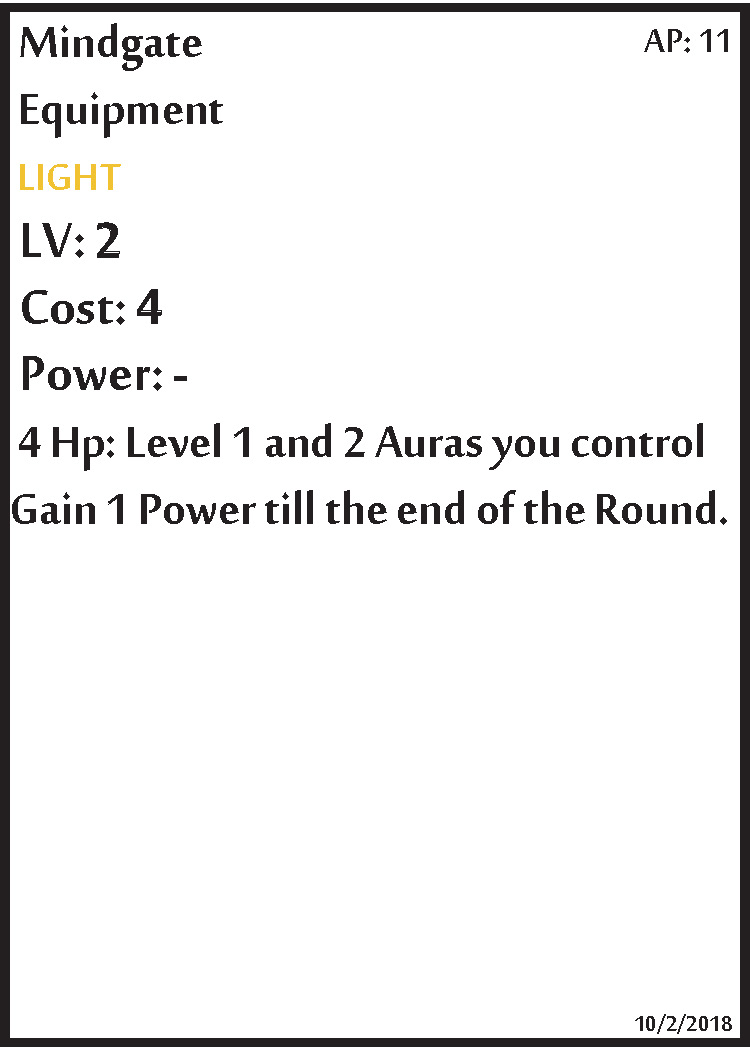 Mindgate
AP: 11
Equipment
LIGHT
LV: 2
Cost: 4
Power: -
4 Hp: Level 1 and 2 Auras you control
Gain 1 Power till the end of the Round.
10/2/2018